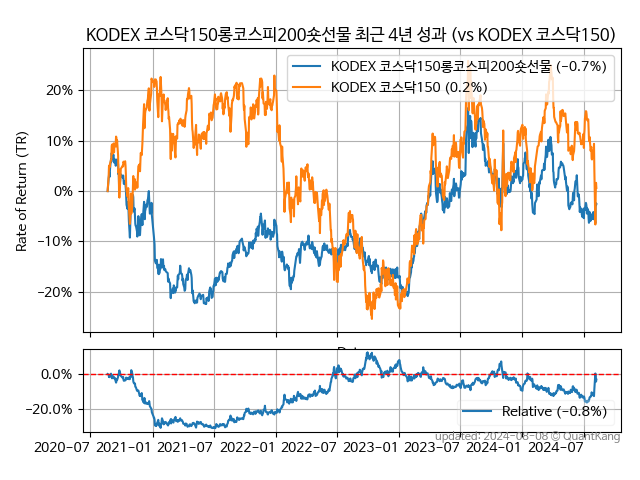 KODEX 코스닥150롱코스피200숏선물 최근 4년 성과 (vs KODEX 코스닥150)
KODEX 코스닥150롱코스피200숏선물 (−0.7%)
KODEX 코스닥150 (0.2%)
Rate of Return (TR)
20%
10%
0%
−10%
−20%
0.0%
−20.0%
Relative (−0.8%)
updated: 2024-08-08 © QuantKang
2020-07 2021-01 2021-07 2022-01 2022-07 2023-01 2023-07 2024-01 2024-07